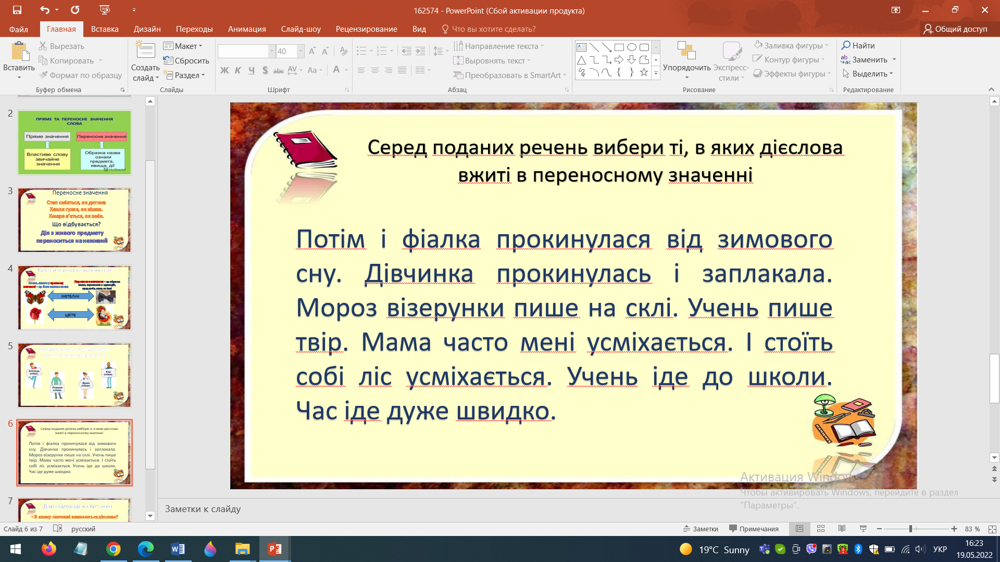 162574 - PowerPoint (Сбой активации продукта)
Файл Главная Вставка Дизайн Переходы Анимация Слайд-шоу Рецензирование Вид Что вы хотите сделать? Общий доступ
Вставить
Вырезать
Копировать
Формат по образцу
Буфер обмена
Создать
слайд
Макет
Сбросить
Раздел
Слайды
40
Ж К Ч S abc AV Aa А
Шрифт
Направление текста
Выровнять текст
Преобразовать в SmartArt
Абзац
Упорядочить
Экспресс-
стили
Заливка фигуры
Контур фигуры
Эффекты фигуры
Рисование
Найти
Заменить
Выделить
Редактирование
2
ПРЯМЕ ТА ПЕРЕНОСНЕ ЗНАЧЕННЯ
СЛОВА
Пряме значення
Переносне значення
Властиве слову
звичайне
значення
Образна назва
ознаки
предмета,
явища, дії
MyShared
3
Переносне значення
Степ сміється, як дитина
Хвиля гуляє, як кішка.
Хмара в'ється, як змія.
Що відбувається?
Дія з живого предмету
переноситься на неживий
4
метелик
цвіте
5
Хлопець
співає.
Пташка
співає.
Душа
співає.
Хор
співає.
6
Серед поданих речень вибери ті, в яких дієслова
вжиті в переносному значенні
Потім і фіалка прокинулася від зимового
сну. Дівчинка прокинулась і заплакала.
Мороз візерунки пише на склі. Учень пише
твір. Мама часто мені усміхається. І стоїть
собі ліс усміхається. Учень іде до школи.
Час іде дуже швидко.
7
Дай відповіді на питання
• В якому значенні вживаються дієслова?
Серед поданих речень вибери ті, в яких дієслова
вжиті в переносному значенні
Потім і фіалка прокинулася від зимового
сну. Дівчинка прокинулась і заплакала.
Мороз візерунки пише на склі. Учень пише
твір. Мама часто мені усміхається. І стоїть
собі ліс усміхається. Учень іде до школи.
Час іде дуже швидко.
Активация Windows
Чтобы активировать Windows, перейдите в раздел
"Параметры".
Заметки к слайду
Слайд 6 из 7 русский Заметки Примечания 83 %
19°C Sunny УКР 16:23
19.05.2022